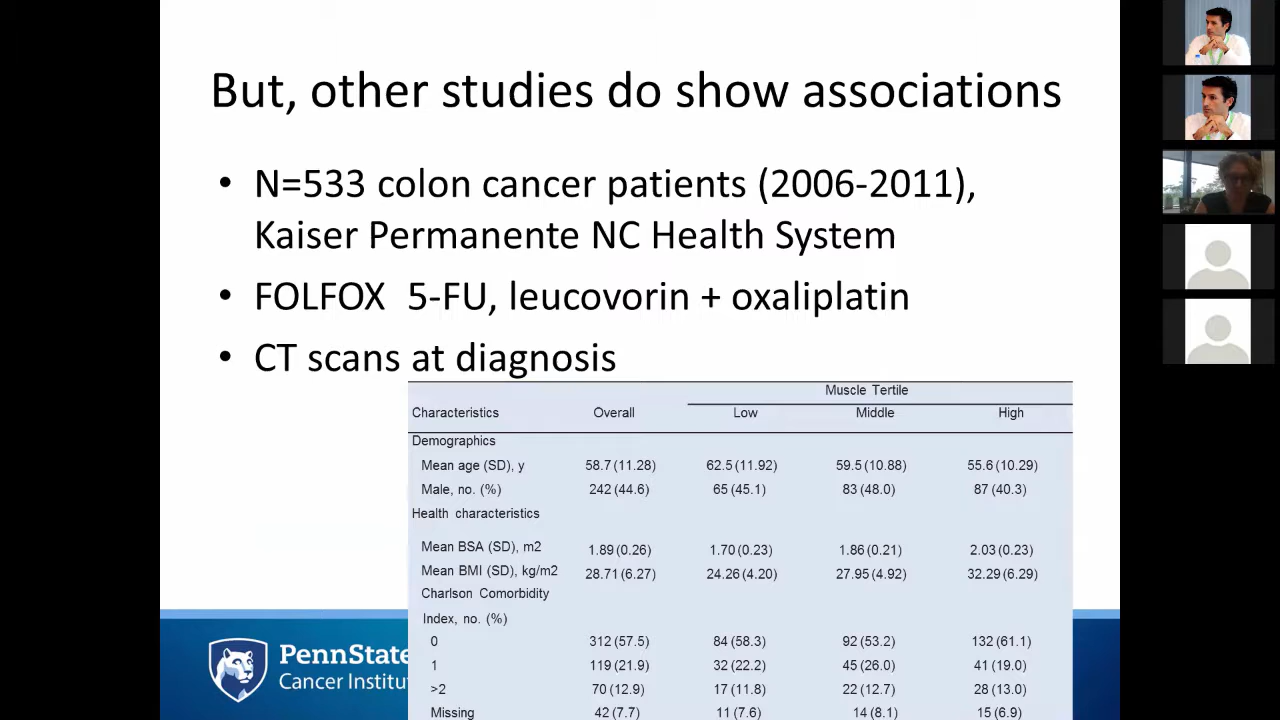 But, other studies do show associations
• N=533 colon cancer patients (2006-2011),
Kaiser Permanente NC Health System
• FOLFOX 5-FU, leucovorin + oxaliplatin
• CT scans at diagnosis
Muscle Tertile
Characteristics Overall Low Middle High
Demographics
Mean age (SD), y 58.7 (11.28) 62.5 (11.92) 59.5 (10.88) 55.6 (10.29)
Male, no. (%) 242 (44.6) 65 (45.1) 83 (48.0) 87 (40.3)
Health characteristics
Mean BSA (SD), m2 1.89 (0.26) 1.70 (0.23) 1.86 (0.21) 2.03 (0.23)
Mean BMI (SD), kg/m2 28.71 (6.27) 24.26 (4.20) 27.95 (4.92) 32.29 (6.29)
Charlson Comorbidity
Index, no. (%)
0 312 (57.5) 84 (58.3) 92 (53.2) 132 (61.1)
1 119 (21.9) 32 (22.2) 45 (26.0) 41 (19.0)
>2 70 (12.9) 17 (11.8) 22 (12.7) 28 (13.0)
Missing 42 (7.7) 11 (7.6) 14 (8.1) 15 (6.9)
PennState
Cancer Institu